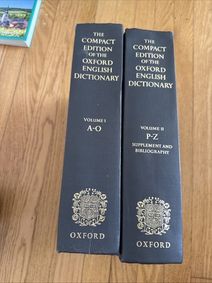 THE
COMPACT
EDITION
OF THE
OXFORD
ENGLISH
DICTIONARY
VOLUME I
A-O
OXFORD
THE
COMPACT
EDITION
OF THE
OXFORD
ENGLISH
DICTIONARY
VOLUME II
P-Z
SUPPLEMENT AND
BIBLIOGRAPHY
OXFORD